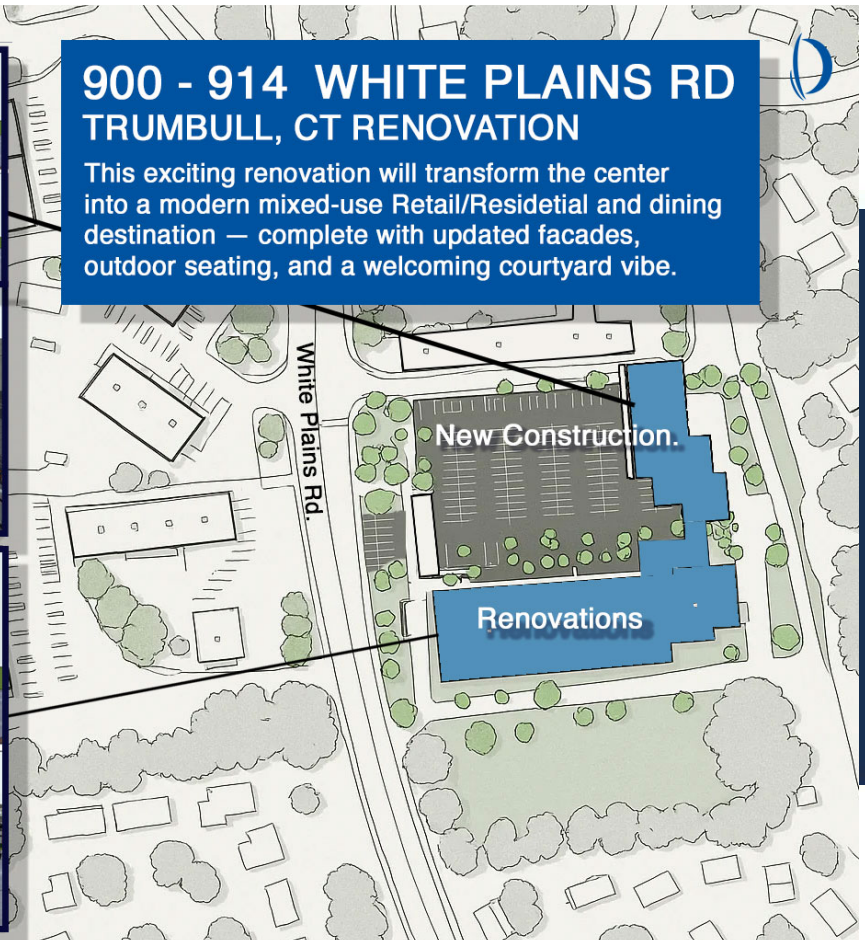 900 - 914 WHITE PLAINS RD
TRUMBULL, CT RENOVATION
This exciting renovation will transform the center
into a modern mixed-use Retail/Residetial and dining
destination — complete with updated facades,
outdoor seating, and a welcoming courtyard vibe.
White Plains Rd.
New Construction.
Renovations